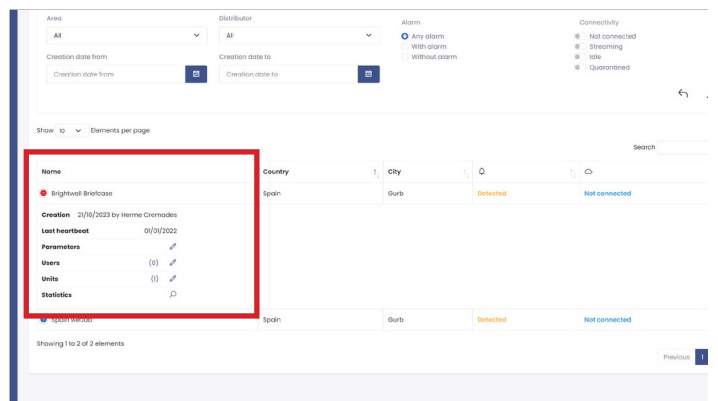 Area
Distributor
Alarm
Connectivity
All
All
Any alarm
With alarm
Without alarm
Not connected
Streaming
Idle
Quarantined
Creation date from
Creation date to
Creation date from
Creation date to
Show 10 Elements per page
Search
Name
Country
City
Brightwell Briefcase
Spain
Gurb
Detected
Not connected
Creation 21/10/2023 by Herme Cremades
Last heartbeat 01/01/2022
Parameters
Users (0)
Units (1)
Statistics
Spain wetlab
Spain
Gurb
Detected
Not connected
Showing 1 to 2 of 2 elements
Previous 1